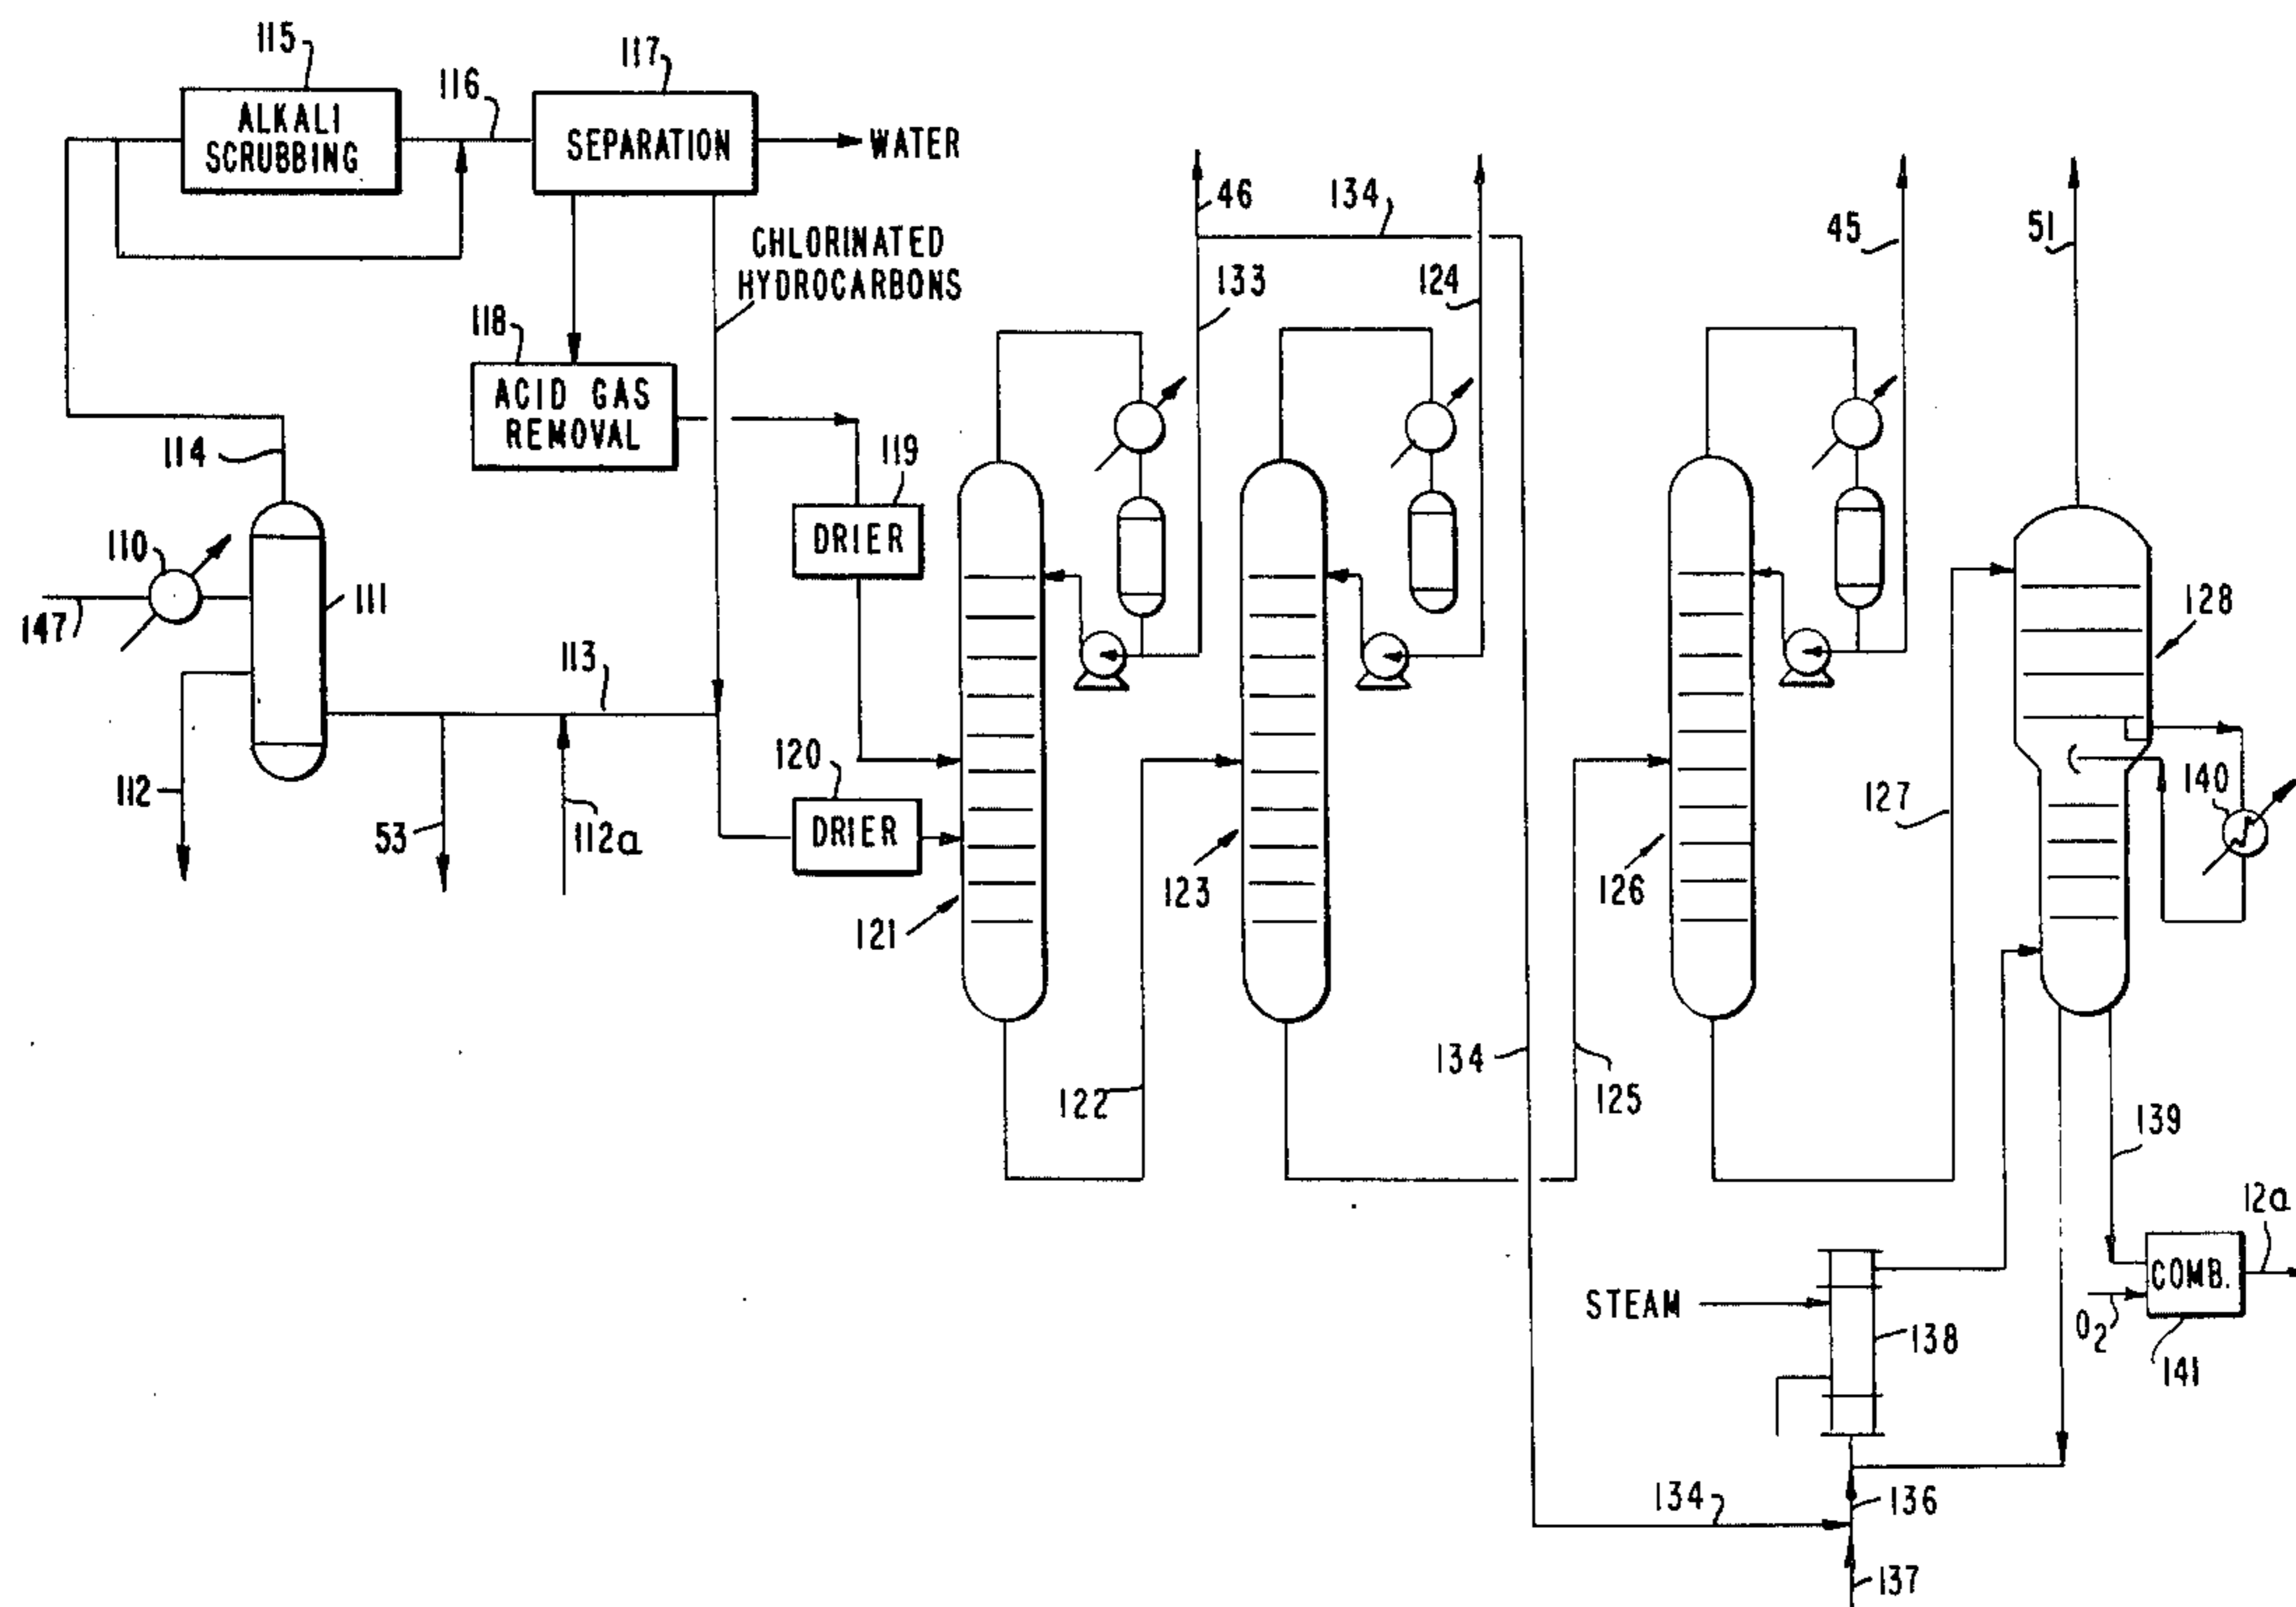 115
116
117
ALKALI
SCRUBBING
SEPARATION
WATER
46
134
45
51
CHLORINATED
HYDROCARBONS
133
124
118
ACID GAS
REMOVAL
114
119
DRIER
110
111
147
128
113
112
53
112a
120
DRIER
127
140
121
123
126
134
122
125
139
12a
STEAM
COMB.
O2
138
141
134
136
137